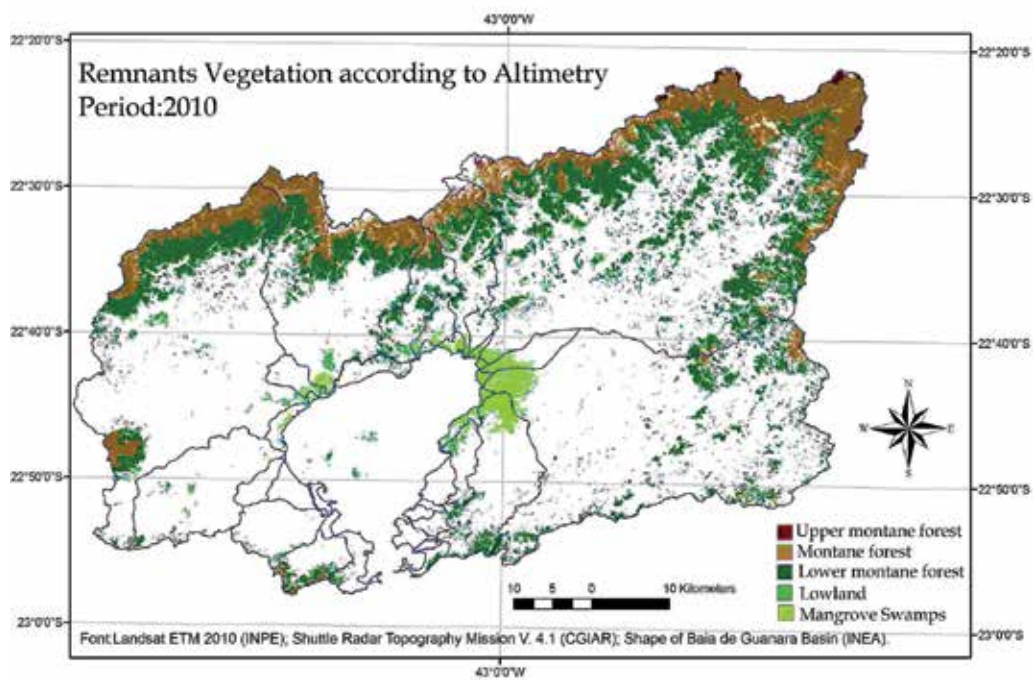 43°0'0"W
22°20'0"S
22°20'0"S
Remnants Vegetation according to Altimetry
Period:2010
22°30'0"S
22°30'0"S
22°40'0"S
22°40'0"S
N
W
E
S
22°50'0"S
22°50'0"S
Upper montane forest
Montane forest
Lower montane forest
Lowland
Mangrove Swamps
10 5 0 10 Kilometers
23°0'0"S
23°0'0"S
Font:Landsat ETM 2010 (INPE); Shuttle Radar Topography Mission V. 4.1 (CGIAR); Shape of Baia de Guanara Basin (INEA).
43°0'0"W